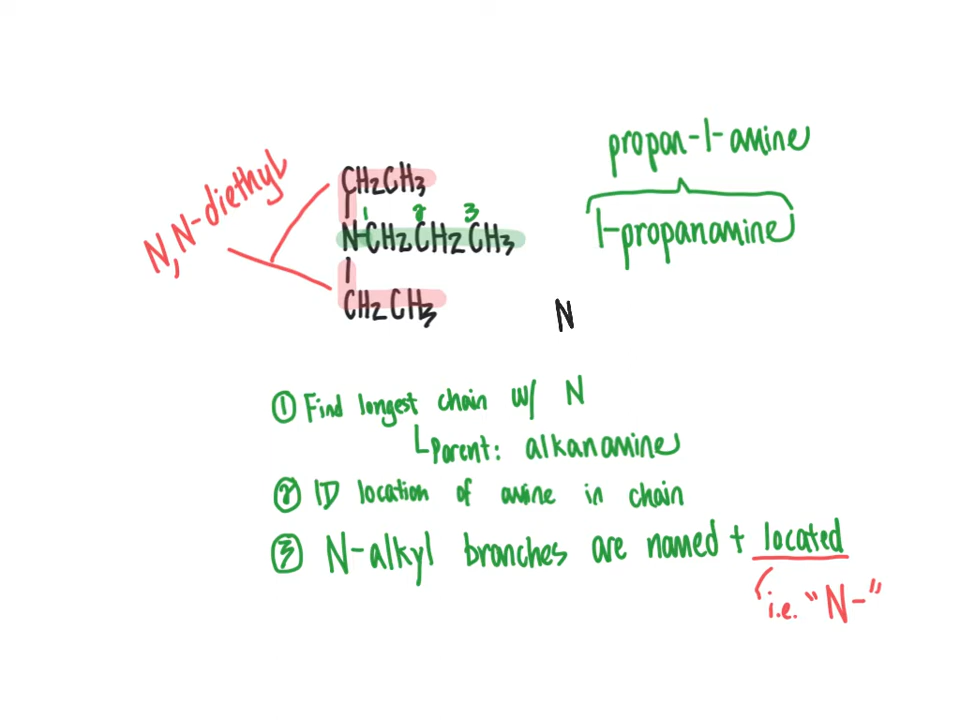 propan-1-amine
1-propanamine
N,N-diethyl
CH2CH3
1 2 3
N-CH2CH2CH3
CH2CH3
N
① Find longest chain w/ N
Parent: alkanamine
② ID location of amine in chain
③ N-alkyl branches are named + located
i.e. "N-"